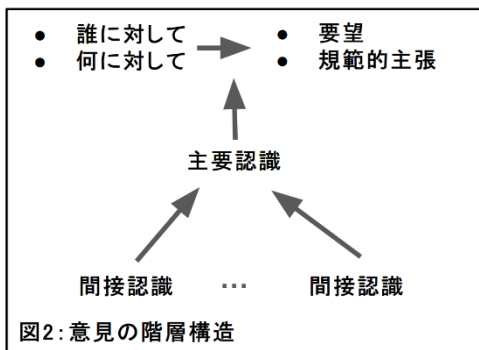 ● 誰に対して
● 何に対して
● 要望
● 規範的主張
主要認識
間接認識 … 間接認識
図2:意見の階層構造